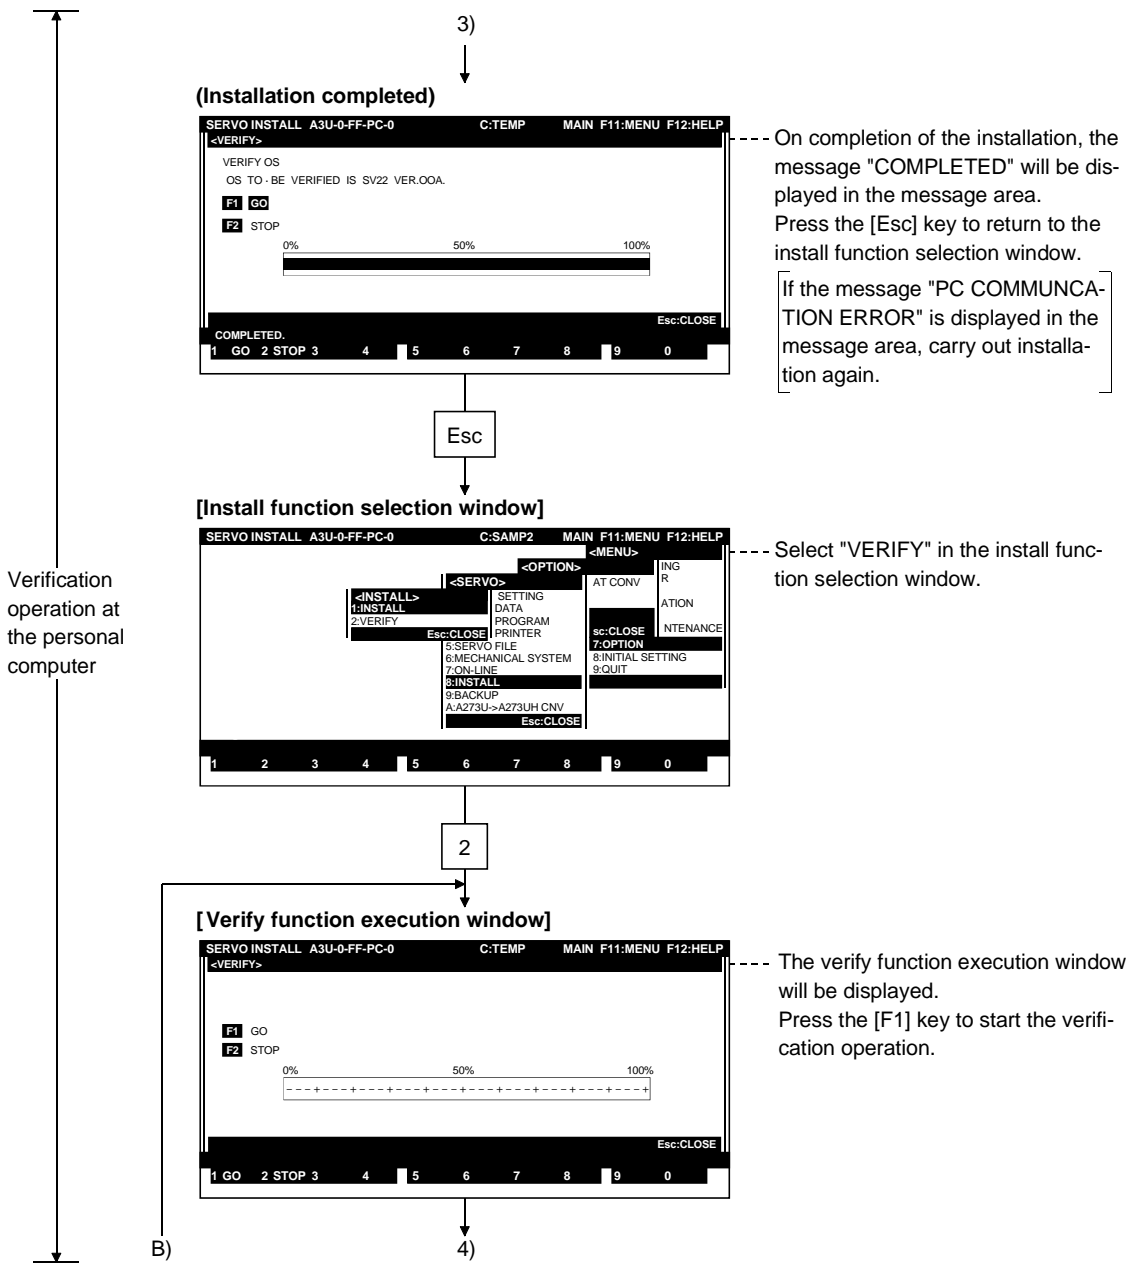 3)
(Installation completed)
SERVO INSTALL A3U-0-FF-PC-0 C:TEMP MAIN F11:MENU F12:HELP
<VERIFY>
VERIFY OS
OS TO - BE VERIFIED IS SV22 VER.OOA.
F1 GO
F2 STOP
0% 50% 100%
Esc:CLOSE
COMPLETED.
1 GO 2 STOP 3 4 5 6 7 8 9 0
On completion of the installation, the
message "COMPLETED" will be dis-
played in the message area.
Press the [Esc] key to return to the
install function selection window.
If the message "PC COMMUNCA-
TION ERROR" is displayed in the
message area, carry out installa-
tion again.
Esc
[Install function selection window]
SERVO INSTALL A3U-0-FF-PC-0 C:SAMP2 MAIN F11:MENU F12:HELP
<MENU>
<OPTION> ING
<SERVO> AT CONV R
<INSTALL> SETTING
1:INSTALL DATA ATION
2:VERIFY PROGRAM
Esc:CLOSE PRINTER sc:CLOSE NTENANCE
5:SERVO FILE 7:OPTION
6:MECHANICAL SYSTEM 8:INITIAL SETTING
7:ON-LINE 9:QUIT
8:INSTALL
9:BACKUP
A:A273U->A273UH CNV
Esc:CLOSE
1 2 3 4 5 6 7 8 9 0
Select "VERIFY" in the install func-
tion selection window.
Verification
operation at
the personal
computer
2
[Verify function execution window]
SERVO INSTALL A3U-0-FF-PC-0 C:TEMP MAIN F11:MENU F12:HELP
<VERIFY>
F1 GO
F2 STOP
0% 50% 100%
- - - + - - - + - - - + - - - + - - - + - - - + - - - + - - - + - - - + - - - +
Esc:CLOSE
1 GO 2 STOP 3 4 5 6 7 8 9 0
The verify function execution window
will be displayed.
Press the [F1] key to start the verifi-
cation operation.
B) 4)